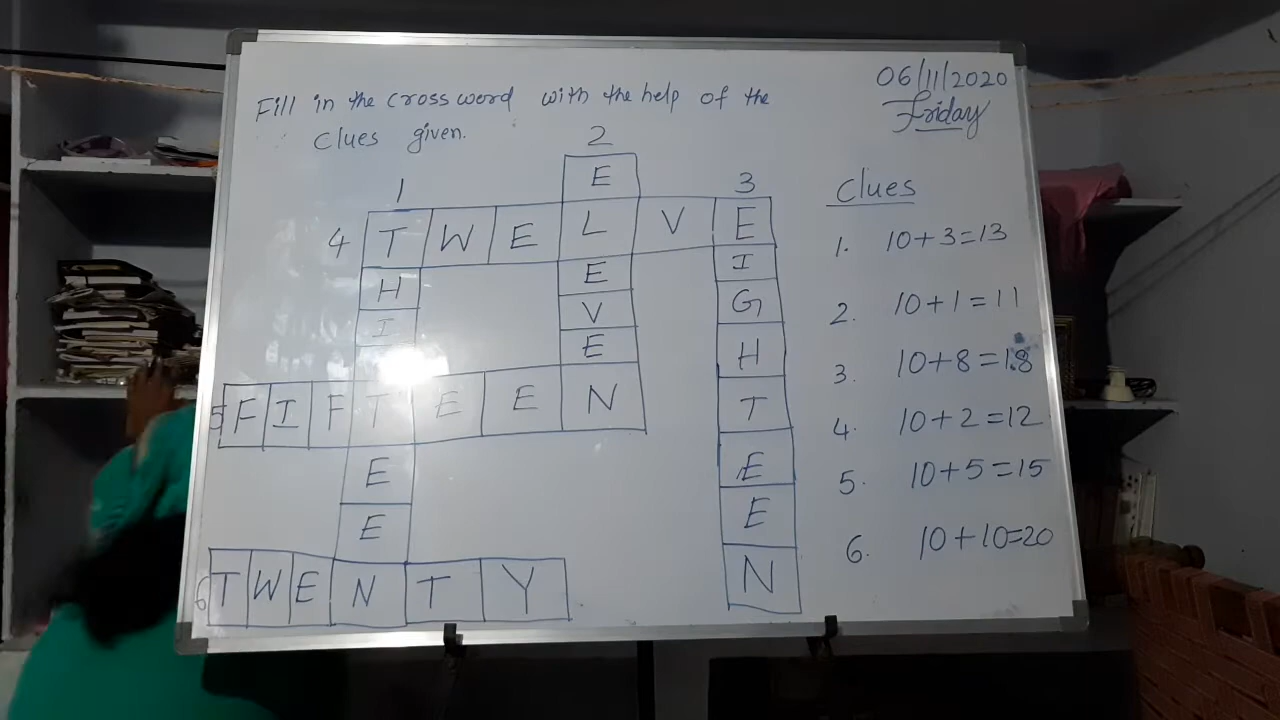 06/11/2020
Friday
Fill in the crossword with the help of the
clues given.
2
E
1
3
4 T W E L V E
H E I
I V G
E H
5 F I F T E E N T
E E
E E
6 T W E N T Y N
Clues
1. 10+3=13
2. 10+1=11
3. 10+8=18
4. 10+2=12
5. 10+5=15
6. 10+10=20